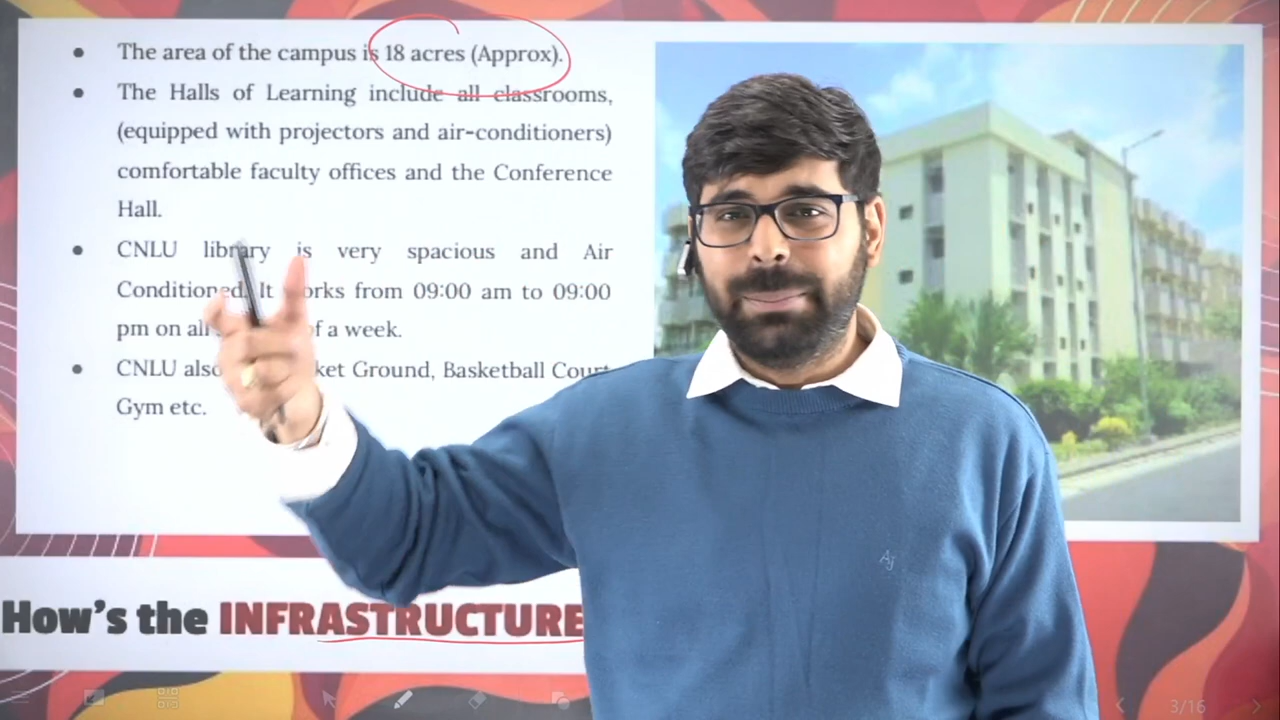 The area of the campus is 18 acres (Approx).
The Halls of Learning include all classrooms,
(equipped with projectors and air-conditioners)
comfortable faculty offices and the Conference
Hall.
CNLU library is very spacious and Air
Conditioned. It works from 09:00 am to 09:00
pm on all of a week.
CNLU also Ground, Basketball Court
Gym etc.
How's the INFRASTRUCTURE
Aj
3/16